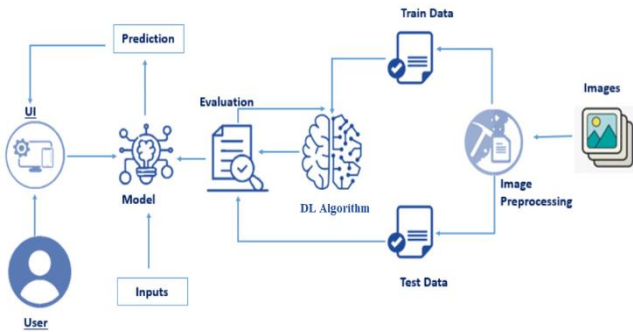 Train Data
Prediction
Images
Evaluation
UI
Model
DL Algorithm
Image
Preprocessing
Inputs
Test Data
User